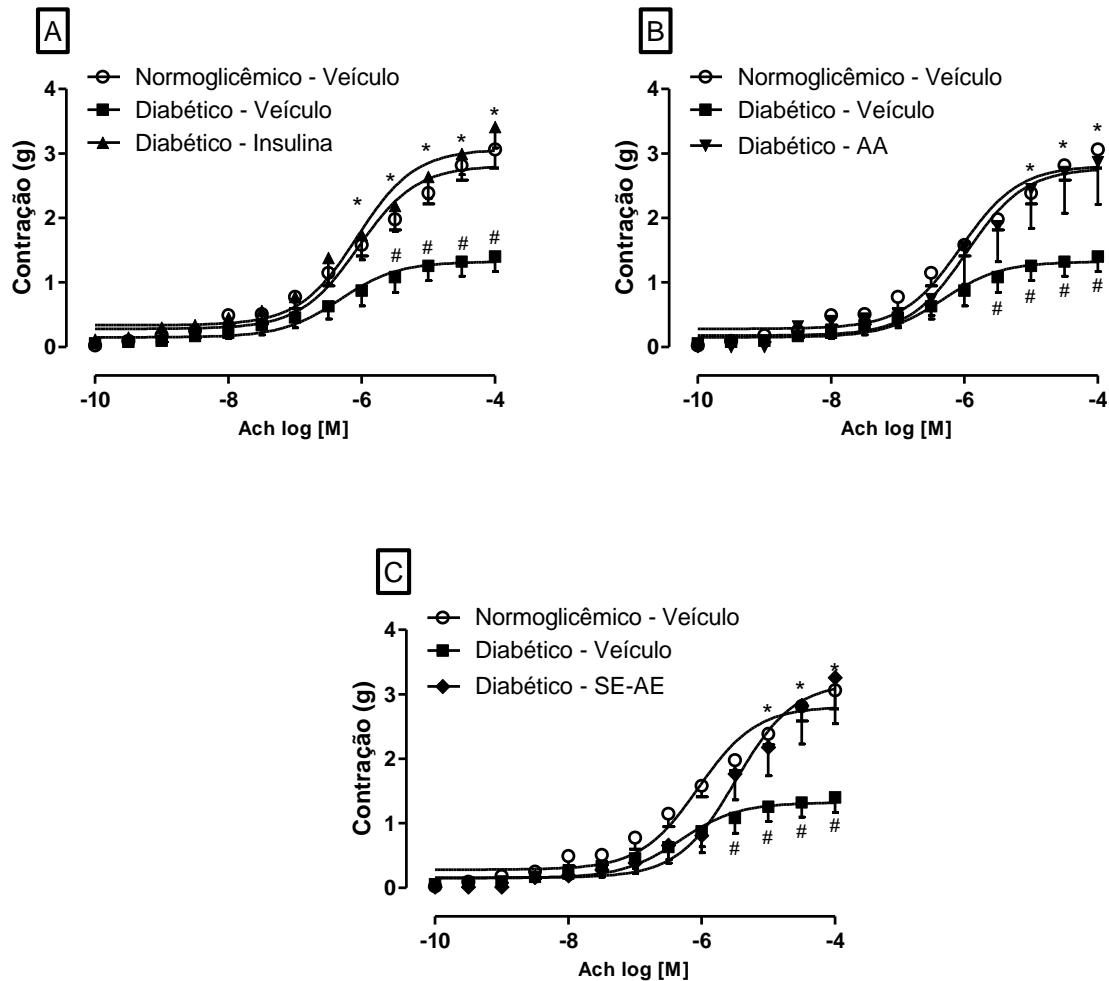 A
Normoglicêmico - Veículo
Diabético - Veículo
Diabético - Insulina
Contração (g)
4
3
2
1
0
* * * * * *
# # # #
-10 -8 -6 -4
Ach log [M]
B
Normoglicêmico - Veículo
Diabético - Veículo
Diabético - AA
Contração (g)
4
3
2
1
0
* * *
# # # #
-10 -8 -6 -4
Ach log [M]
C
Normoglicêmico - Veículo
Diabético - Veículo
Diabético - SE-AE
Contração (g)
4
3
2
1
0
* * *
# # # #
-10 -8 -6 -4
Ach log [M]